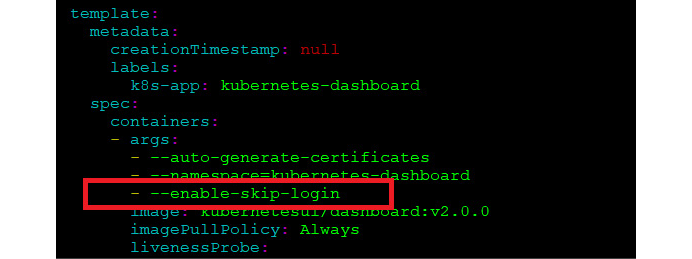 template:
metadata:
creationTimestamp: null
labels:
k8s-app: kubernetes-dashboard
spec:
containers:
- args:
- --auto-generate-certificates
- --namespace=kubernetes-dashboard
- --enable-skip-login
image: kubernetesui/dashboard:v2.0.0
imagePullPolicy: Always
livenessProbe: